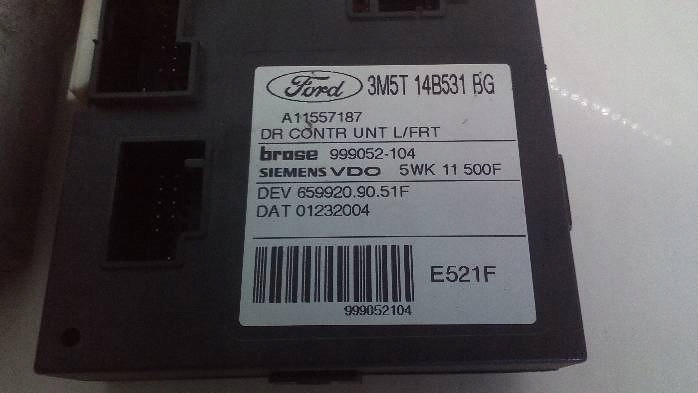 Ford 3M5T 14B531 BG
A11557187
DR CONTR UNT L/FRT
brose 999052-104
SIEMENS VDO 5WK 11 500F
DEV 659920.90.51F
DAT 01232004
E521F
999052104